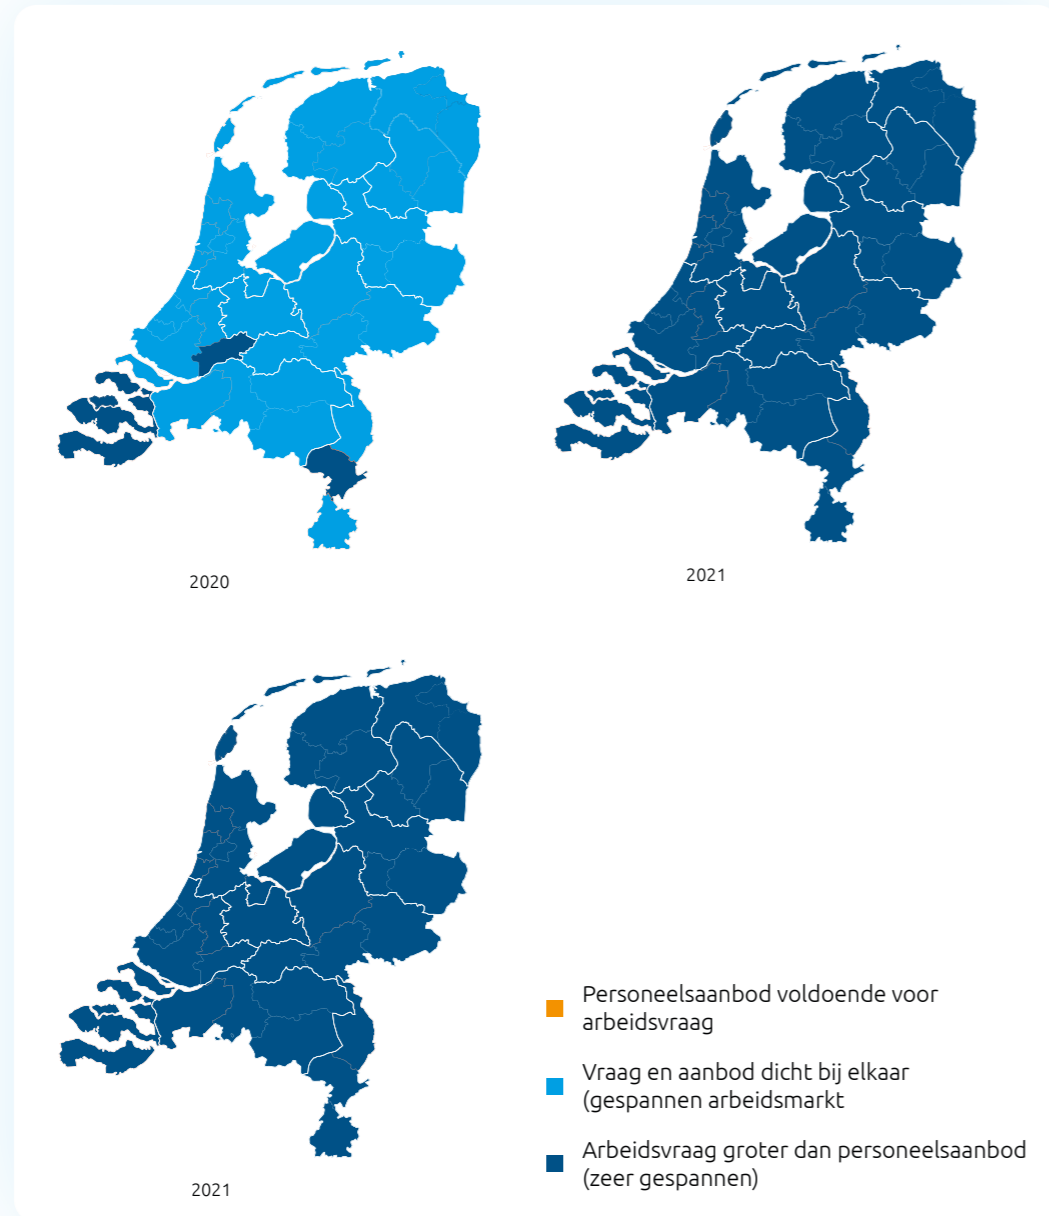 2020
2021
2021
Personeelsaanbod voldoende voor
arbeidsvraag
Vraag en aanbod dicht bij elkaar
(gespannen arbeidsmarkt
Arbeidsvraag groter dan personeelsaanbod
(zeer gespannen)